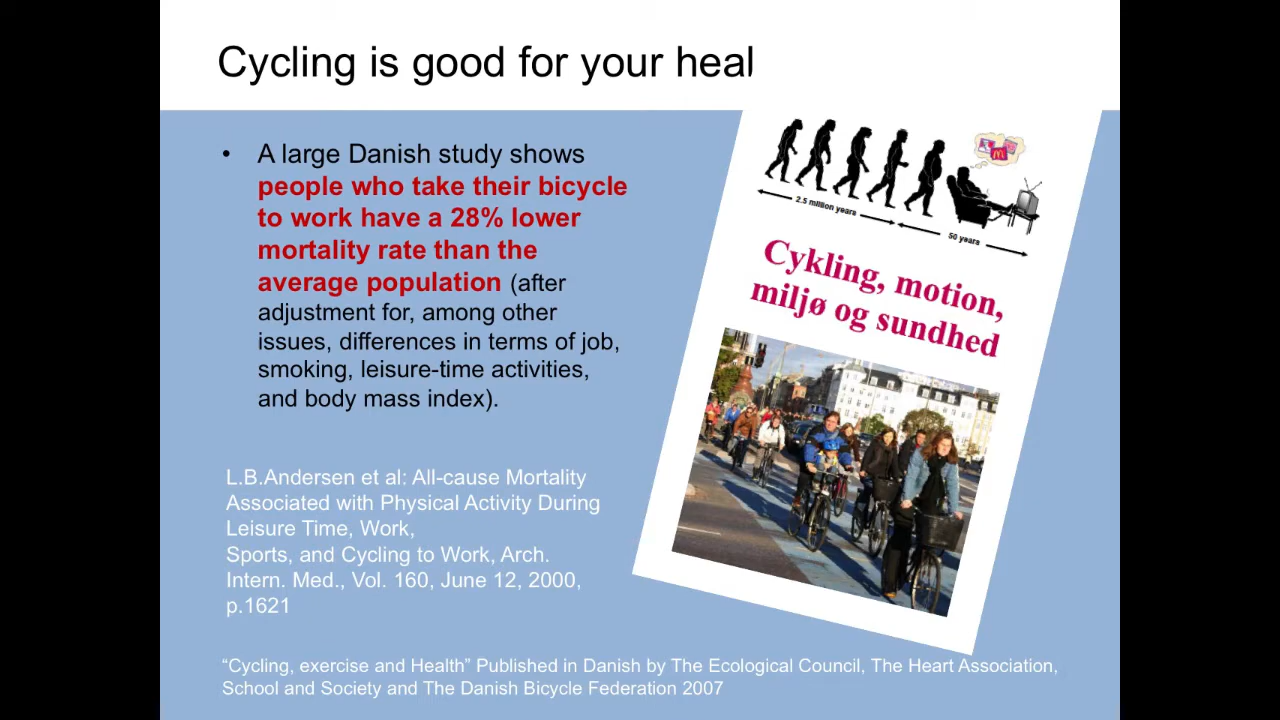 Cycling is good for your heal
• A large Danish study shows
people who take their bicycle
to work have a 28% lower
mortality rate than the
average population (after
adjustment for, among other
issues, differences in terms of job,
smoking, leisure-time activities,
and body mass index).
L.B.Andersen et al: All-cause Mortality
Associated with Physical Activity During
Leisure Time, Work,
Sports, and Cycling to Work, Arch.
Intern. Med., Vol. 160, June 12, 2000,
p.1621
2.5 million years
50 years
Cykling, motion,
miljø og sundhed
“Cycling, exercise and Health” Published in Danish by The Ecological Council, The Heart Association,
School and Society and The Danish Bicycle Federation 2007